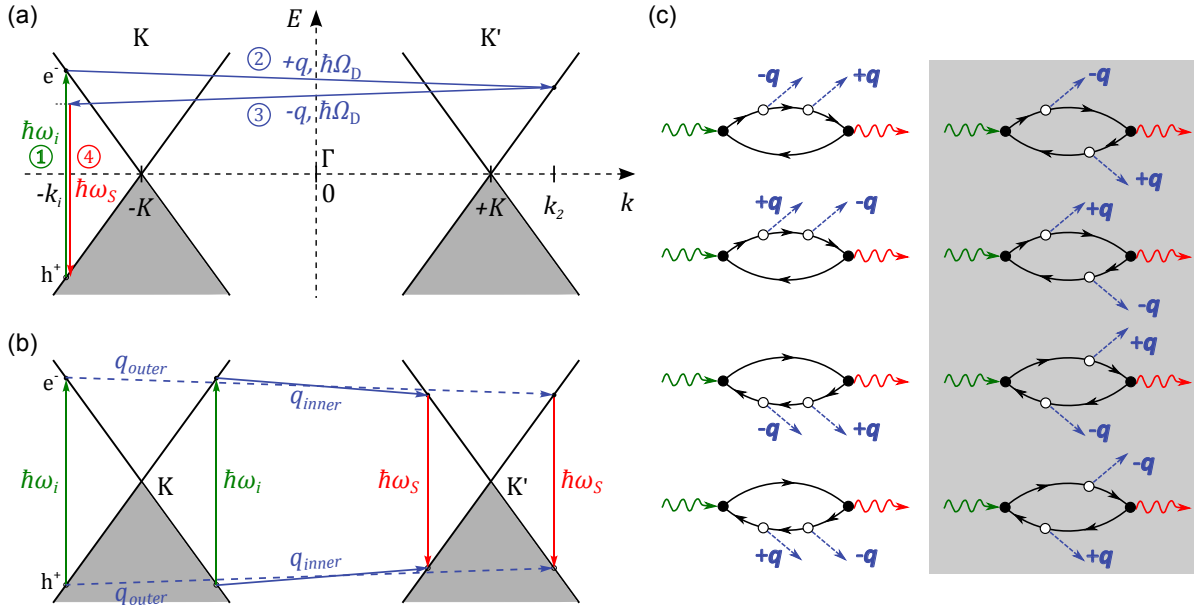 (a)
K
E
K'
e⁻
② +q, ħΩ_D
③ -q, ħΩ_D
ħω_i
① ④
Γ
-k_i ħω_S
-K 0 +K k_2 k
h⁺
(b)
e⁻ q_outer
q_inner
ħω_i K ħω_i ħω_S K' ħω_S
q_inner
h⁺
q_outer
(c)
-q +q
+q -q
-q +q
+q -q
-q
+q
+q
-q
+q
-q
-q
+q